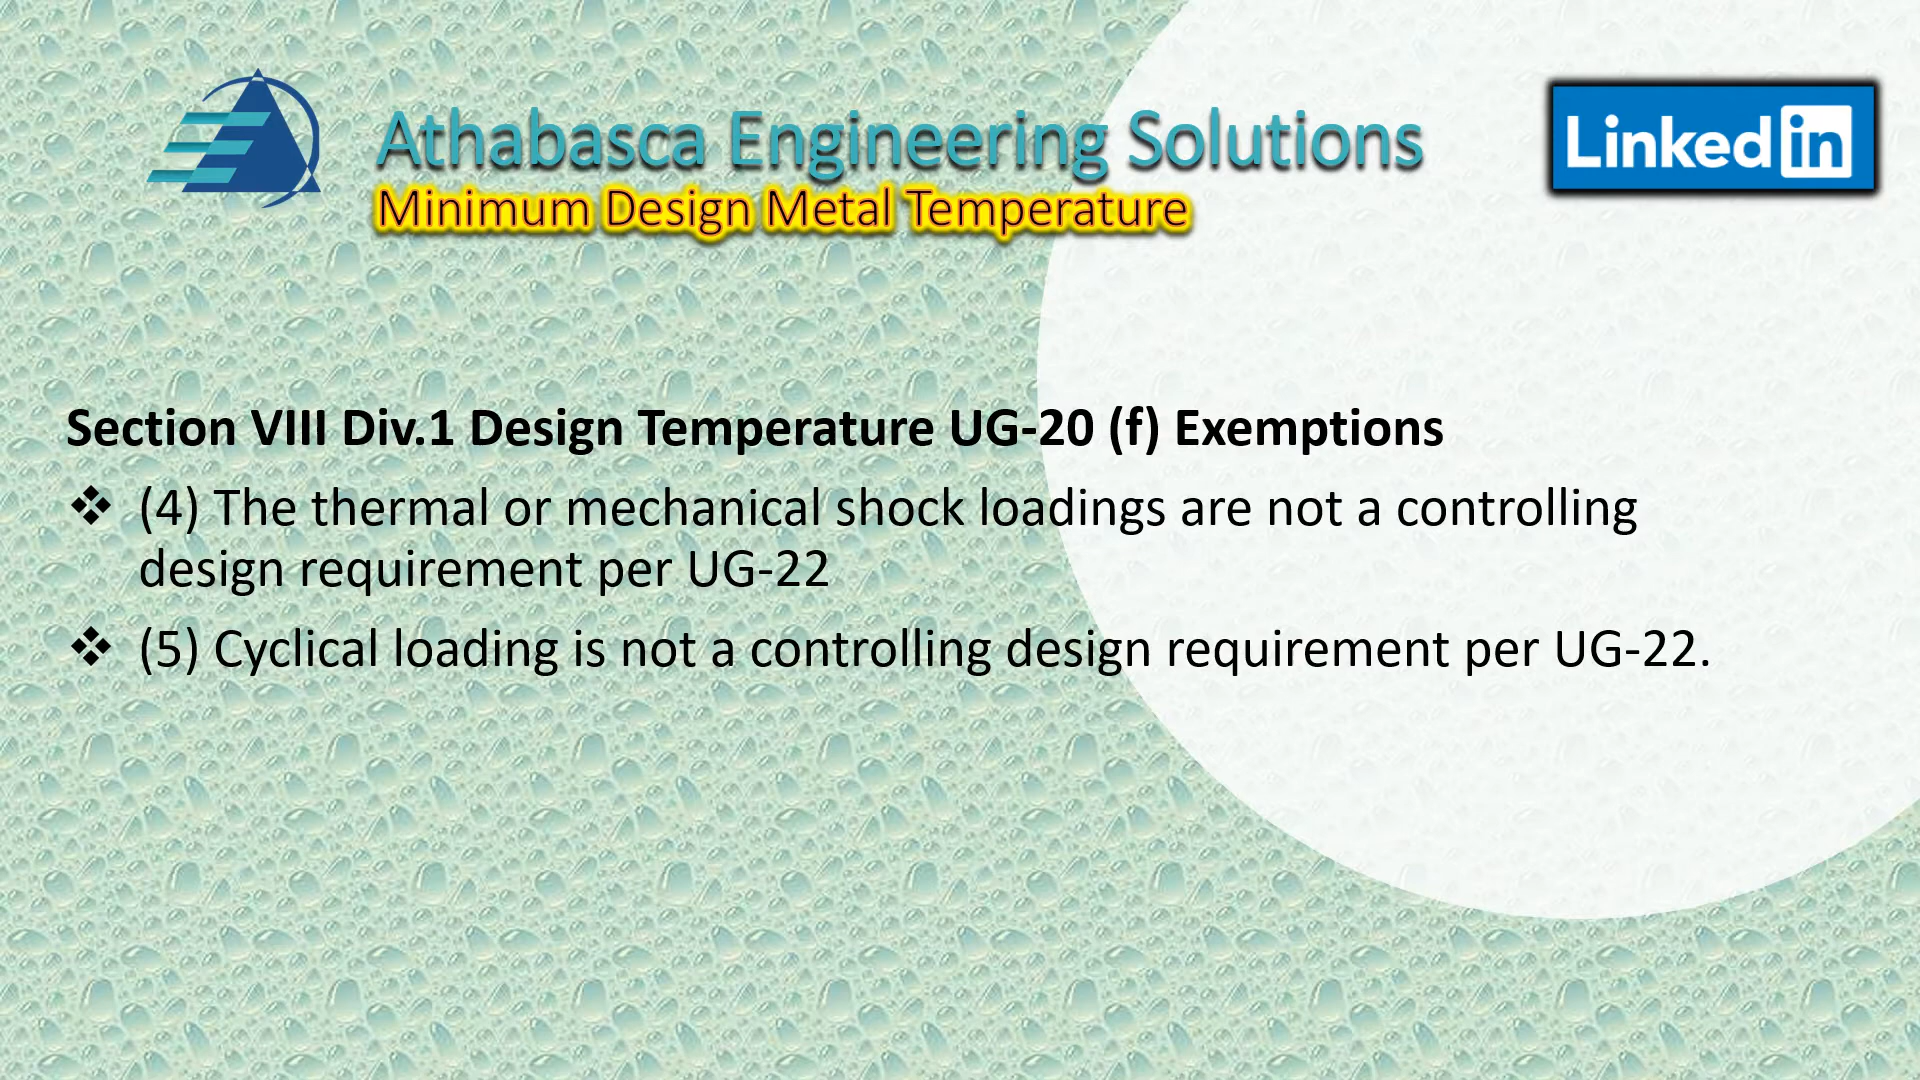 Athabasca Engineering Solutions
Linked in
Minimum Design Metal Temperature
Section VIII Div.1 Design Temperature UG-20 (f) Exemptions
❖ (4) The thermal or mechanical shock loadings are not a controlling
design requirement per UG-22
❖ (5) Cyclical loading is not a controlling design requirement per UG-22.